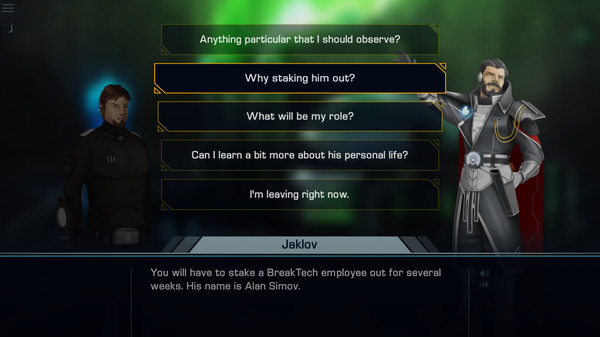 Anything particular that I should observe?
Why staking him out?
What will be my role?
Can I learn a bit more about his personal life?
I'm leaving right now.
Jaklov
You will have to stake a BreakTech employee out for several
weeks. His name is Alan Simov.